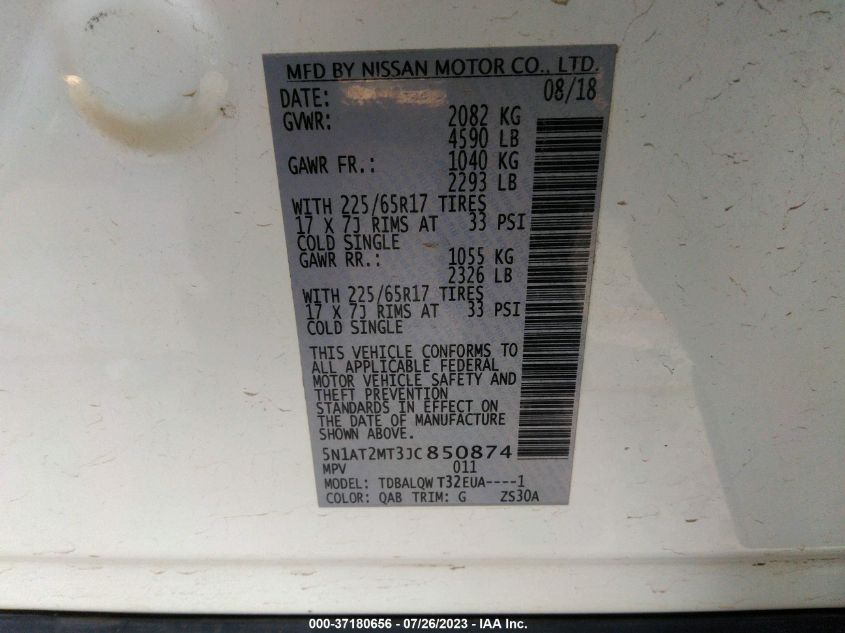 MFD BY NISSAN MOTOR CO., LTD.
DATE: 08/18
GVWR: 2082 KG
4590 LB
GAWR FR.: 1040 KG
2293 LB
WITH 225/65R17 TIRES
17 X 7J RIMS AT 33 PSI
COLD SINGLE
GAWR RR.: 1055 KG
2326 LB
WITH 225/65R17 TIRES
17 X 7J RIMS AT 33 PSI
COLD SINGLE
THIS VEHICLE CONFORMS TO
ALL APPLICABLE FEDERAL
MOTOR VEHICLE SAFETY AND
THEFT PREVENTION
STANDARDS IN EFFECT ON
THE DATE OF MANUFACTURE
SHOWN ABOVE.
5N1AT2MT3JC850874
MPV 011
MODEL: TDBALQW T32EUA----1
COLOR: QAB TRIM: G ZS30A
000-37180656 - 07/26/2023 - IAA Inc.